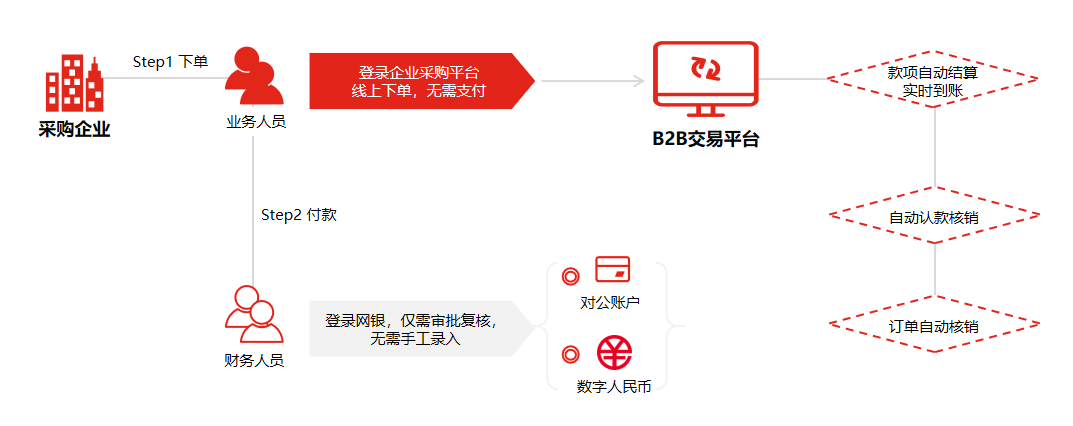 Step1 下单
采购企业
业务人员
登录企业采购平台
线上下单，无需支付
B2B交易平台
款项自动结算
实时到账
Step2 付款
自动认款核销
财务人员
登录网银，仅需审批复核，
无需手工录入
对公账户
数字人民币
订单自动核销